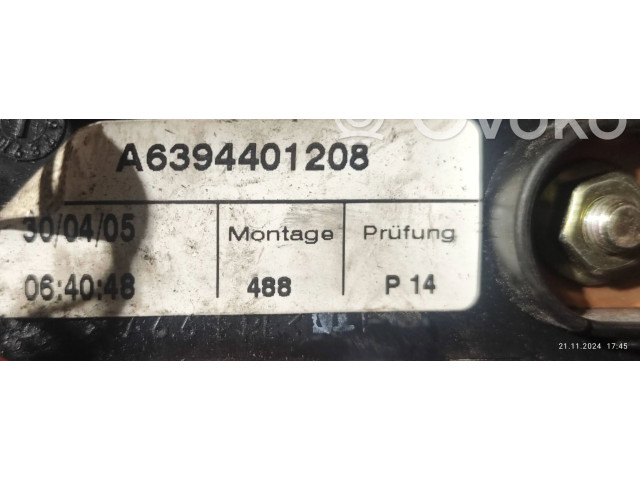 Ovoko
A6394401208
30/04/05 Montage Prüfung
06:40:48 488 P 14
21.11.2024 17:45